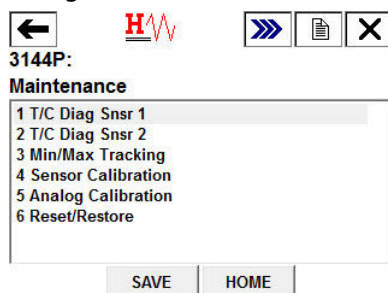 H
3144P:
Maintenance
1 T/C Diag Snsr 1
2 T/C Diag Snsr 2
3 Min/Max Tracking
4 Sensor Calibration
5 Analog Calibration
6 Reset/Restore
SAVE HOME